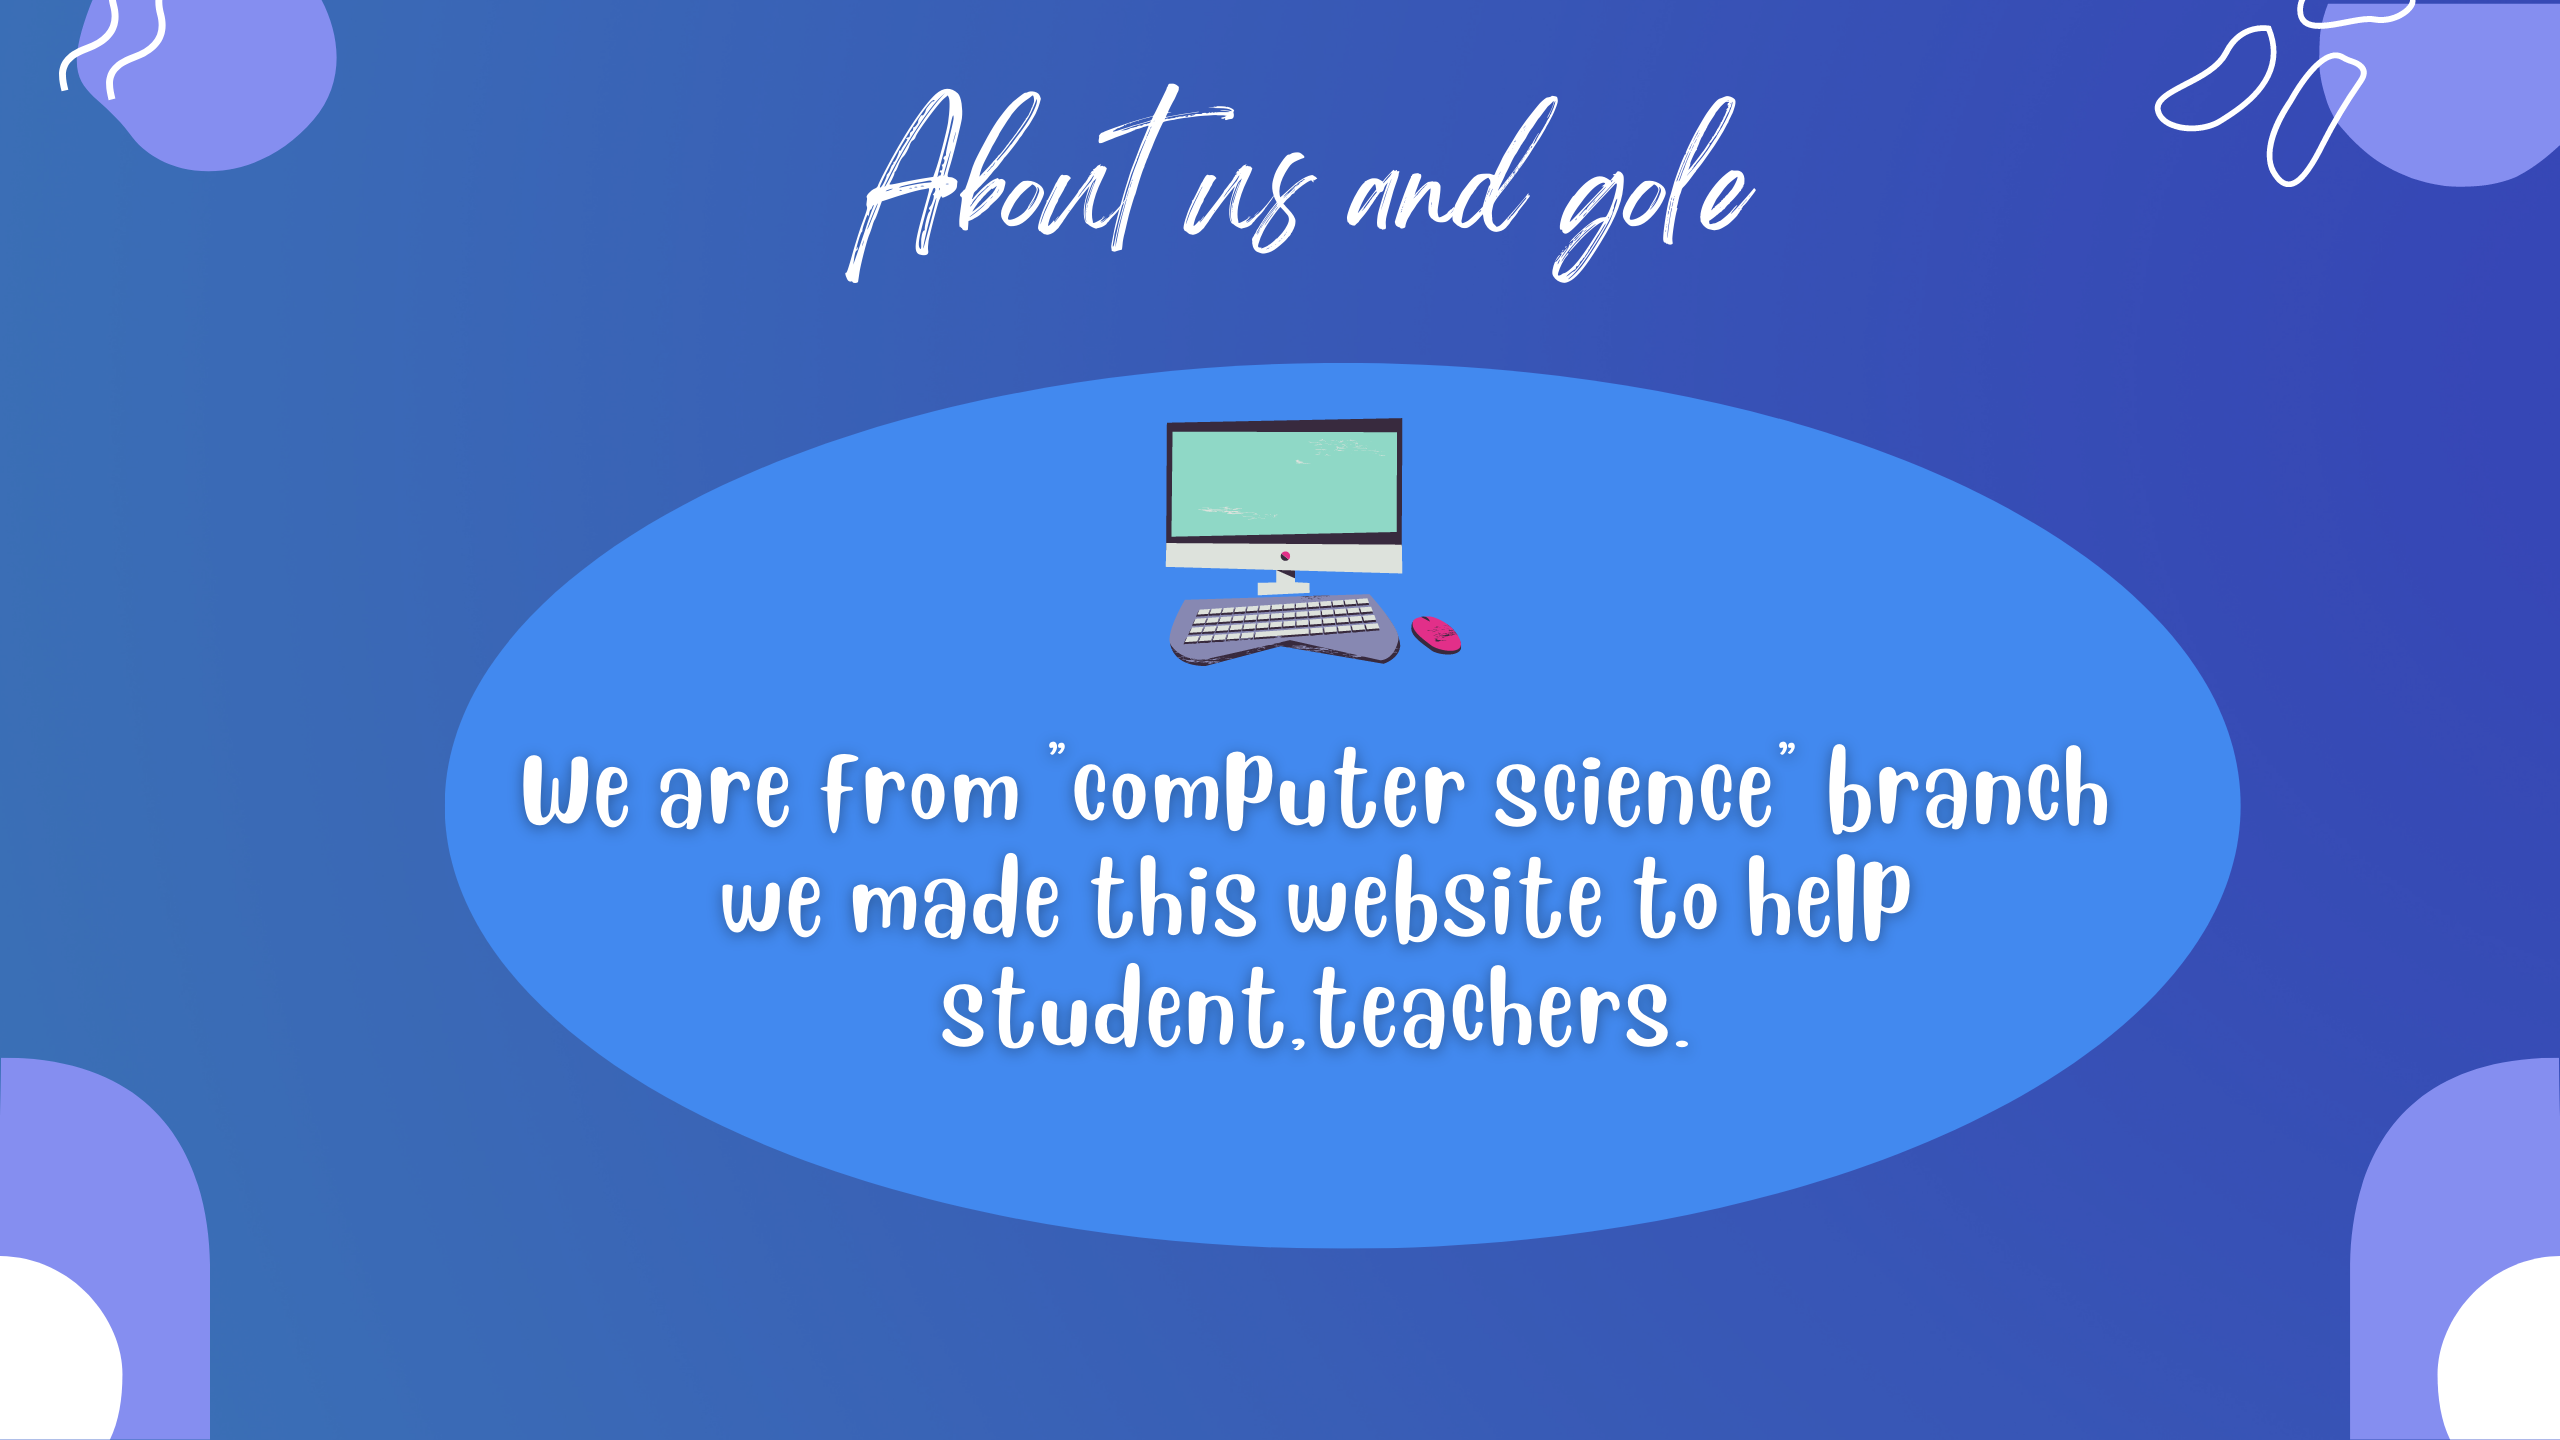 About us and gole
We are from "computer science" branch
we made this website to help
student,teachers.